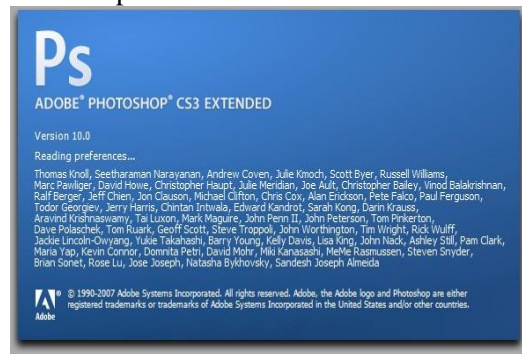 Ps
ADOBE® PHOTOSHOP® CS3 EXTENDED
Version 10.0
Reading preferences...
Thomas Knoll, Seetharaman Narayanan, Andrew Coven, Julie Kmoch, Scott Byer, Russell Williams,
Marc Pawliger, David Howe, Christopher Haupt, Julie Meridian, Joe Ault, Christopher Bailey, Vinod Balakrishnan,
Ralf Berger, Jeff Chien, Jon Clauson, Michael Clifton, Chris Cox, Alan Erickson, Pete Falco, Paul Ferguson,
Todor Georgiev, Jerry Harris, Chintan Intwala, Edward Kandrot, Sarah Kong, Darin Krauss,
Aravind Krishnaswamy, Tai Luxon, Mark Maguire, John Penn II, John Peterson, Tom Pinkerton,
Dave Polaschek, Tom Ruark, Geoff Scott, Steve Troppoli, John Worthington, Tim Wright, Rick Wulff,
Jackie Lincoln-Owyang, Yukie Takahashi, Barry Young, Kelly Davis, Lisa King, John Nack, Ashley Still, Pam Clark,
Maria Yap, Kevin Connor, Domnita Petri, David Mohr, Miki Kanasashi, MeMe Rasmussen, Steven Snyder,
Brian Sonet, Rose Lu, Jose Joseph, Natasha Bykhovsky, Sandesh Joseph Almeida
© 1990-2007 Adobe Systems Incorporated. All rights reserved. Adobe, the Adobe logo and Photoshop are either
registered trademarks or trademarks of Adobe Systems Incorporated in the United States and/or other countries.
Adobe